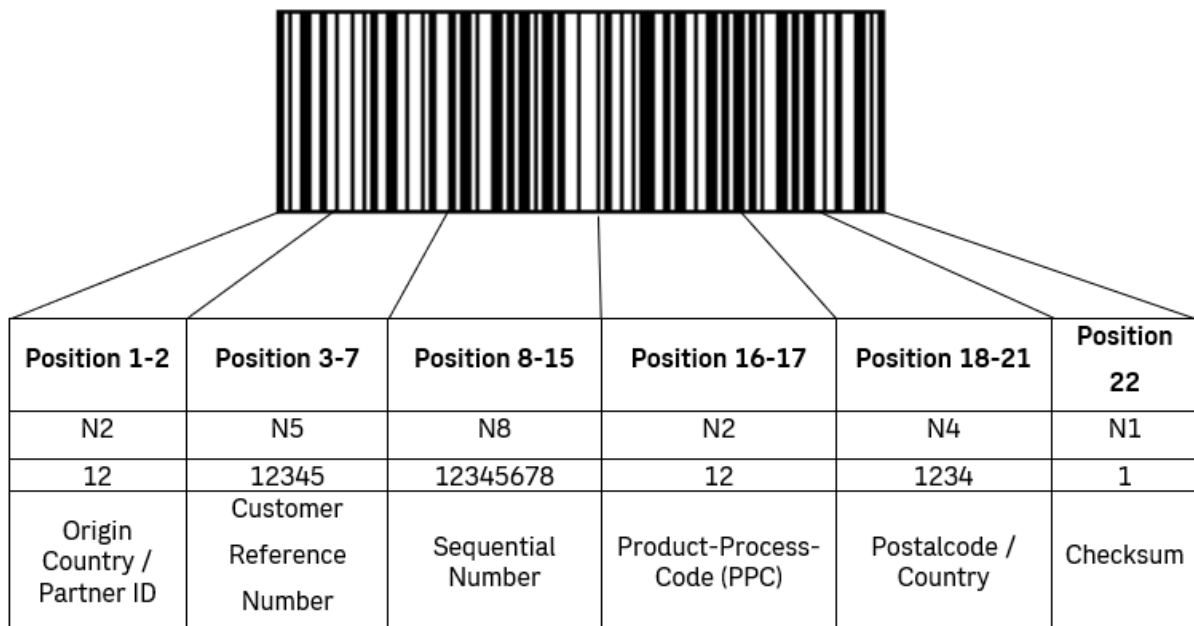 Position 1-2
Position 3-7
Position 8-15
Position 16-17
Position 18-21
Position
22
N2
N5
N8
N2
N4
N1
12
12345
12345678
12
1234
1
Origin
Country /
Partner ID
Customer
Reference
Number
Sequential
Number
Product-Process-
Code (PPC)
Postalcode /
Country
Checksum